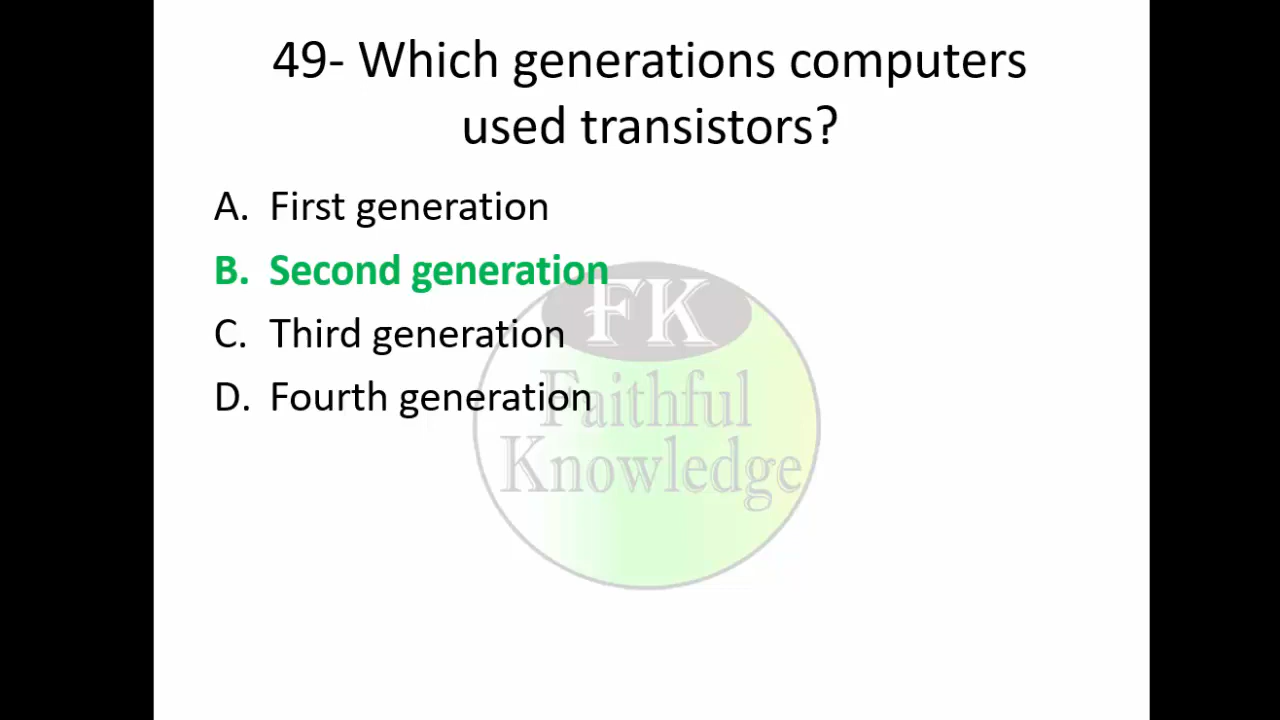 49- Which generations computers
used transistors?
A. First generation
B. Second generation
C. Third generation
D. Fourth generation
FK
Faithful
Knowledge